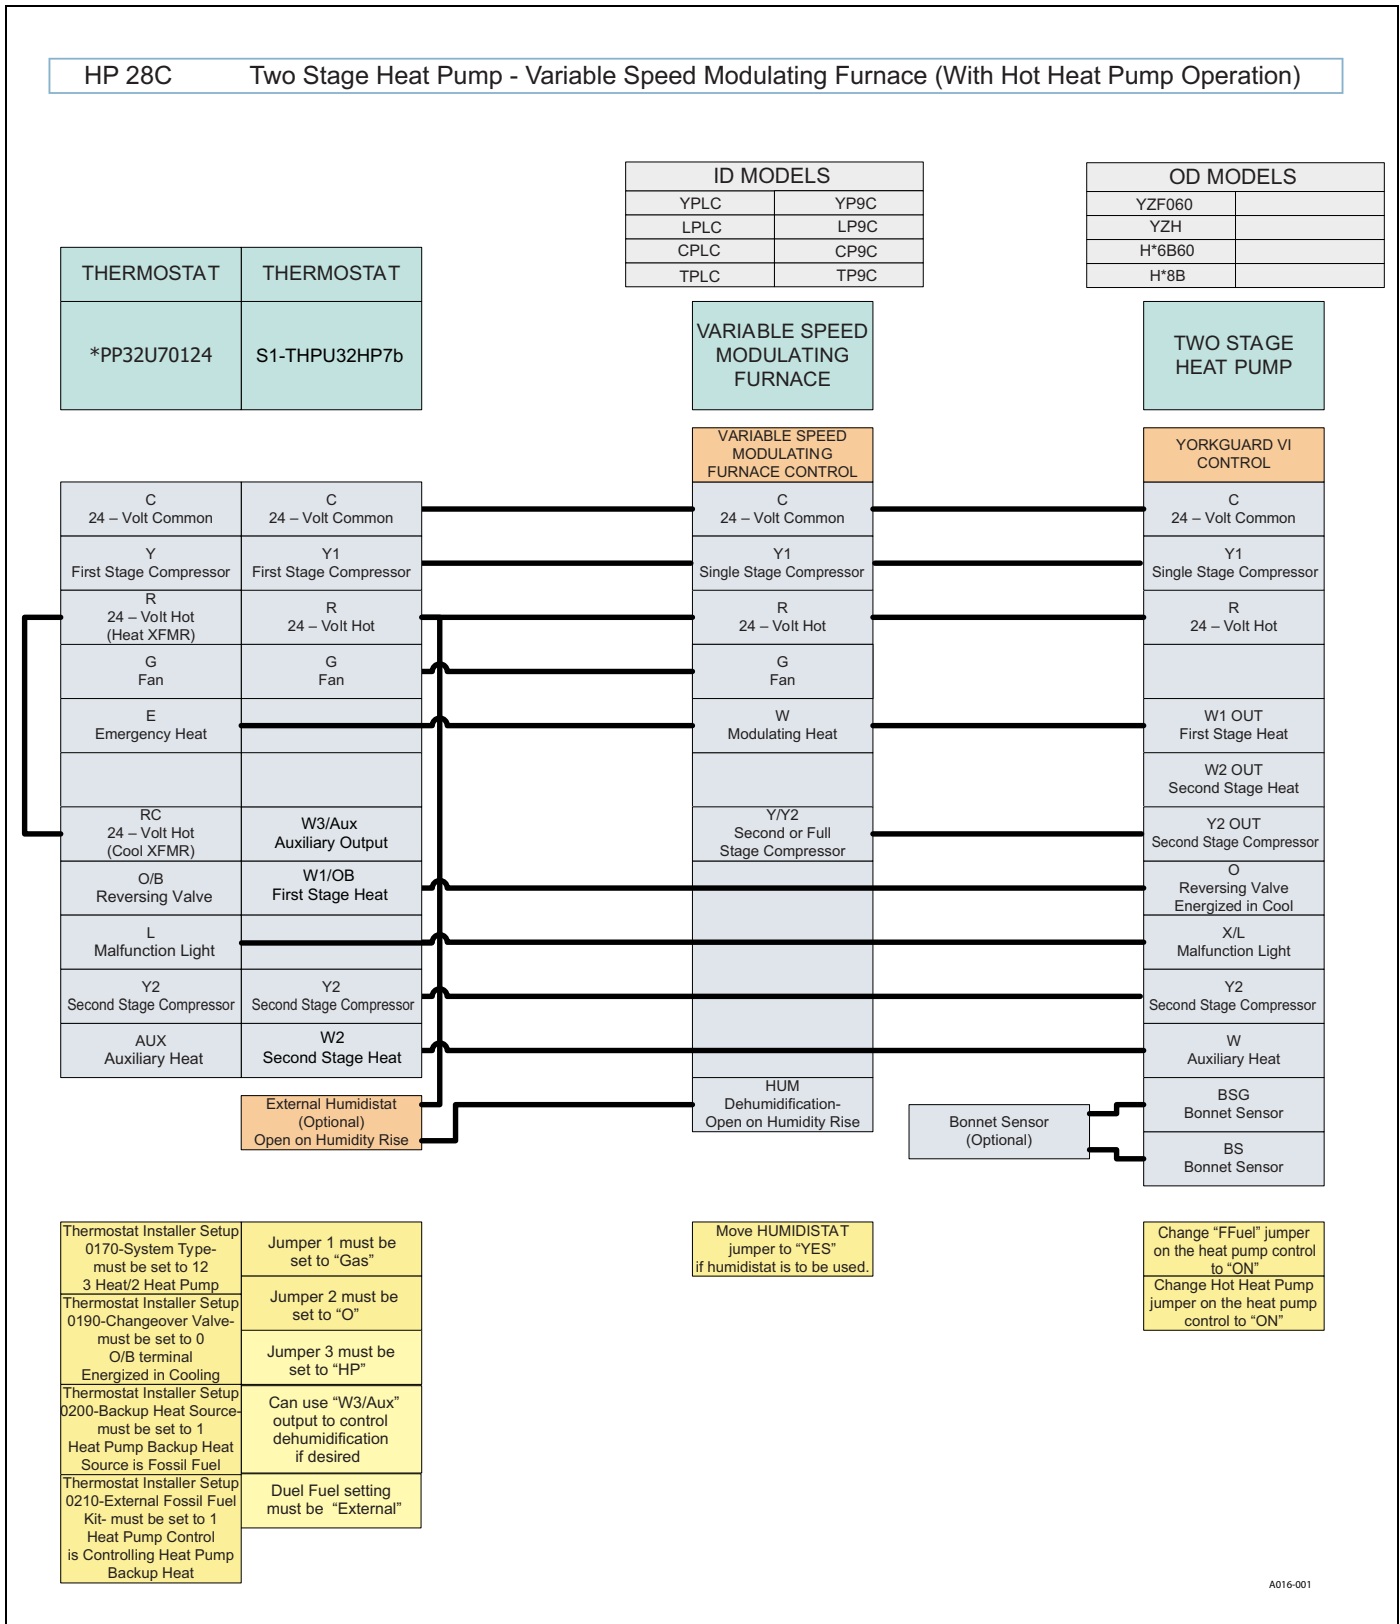 HP 28C Two Stage Heat Pump - Variable Speed Modulating Furnace (With Hot Heat Pump Operation)
ID MODELS
YPLC YP9C
LPLC LP9C
CPLC CP9C
TPLC TP9C
OD MODELS
YZF060
YZH
H*6B60
H*8B
THERMOSTAT
THERMOSTAT
*PP32U70124
S1-THPU32HP7b
VARIABLE SPEED
MODULATING
FURNACE
TWO STAGE
HEAT PUMP
VARIABLE SPEED
MODULATING
FURNACE CONTROL
YORKGUARD VI
CONTROL
C
24 – Volt Common
C
24 – Volt Common
C
24 – Volt Common
C
24 – Volt Common
Y
First Stage Compressor
Y1
First Stage Compressor
Y1
Single Stage Compressor
Y1
Single Stage Compressor
R
24 – Volt Hot
(Heat XFMR)
R
24 – Volt Hot
R
24 – Volt Hot
R
24 – Volt Hot
G
Fan
G
Fan
G
Fan
E
Emergency Heat
W
Modulating Heat
W1 OUT
First Stage Heat
W2 OUT
Second Stage Heat
RC
24 – Volt Hot
(Cool XFMR)
W3/Aux
Auxiliary Output
Y/Y2
Second or Full
Stage Compressor
Y2 OUT
Second Stage Compressor
O/B
Reversing Valve
W1/OB
First Stage Heat
O
Reversing Valve
Energized in Cool
L
Malfunction Light
X/L
Malfunction Light
Y2
Second Stage Compressor
Y2
Second Stage Compressor
Y2
Second Stage Compressor
AUX
Auxiliary Heat
W2
Second Stage Heat
W
Auxiliary Heat
External Humidistat
(Optional)
Open on Humidity Rise
HUM
Dehumidification-
Open on Humidity Rise
Bonnet Sensor
(Optional)
BSG
Bonnet Sensor
BS
Bonnet Sensor
Thermostat Installer Setup
0170-System Type-
must be set to 12
3 Heat/2 Heat Pump
Thermostat Installer Setup
0190-Changeover Valve-
must be set to 0
O/B terminal
Energized in Cooling
Thermostat Installer Setup
0200-Backup Heat Source-
must be set to 1
Heat Pump Backup Heat
Source is Fossil Fuel
Thermostat Installer Setup
0210-External Fossil Fuel
Kit- must be set to 1
Heat Pump Control
is Controlling Heat Pump
Backup Heat
Jumper 1 must be
set to “Gas”
Jumper 2 must be
set to “O”
Jumper 3 must be
set to “HP”
Can use “W3/Aux”
output to control
dehumidification
if desired
Duel Fuel setting
must be “External”
Move HUMIDISTAT
jumper to “YES”
if humidistat is to be used.
Change “FFuel” jumper
on the heat pump control
to “ON”
Change Hot Heat Pump
jumper on the heat pump
control to “ON”
A016-001